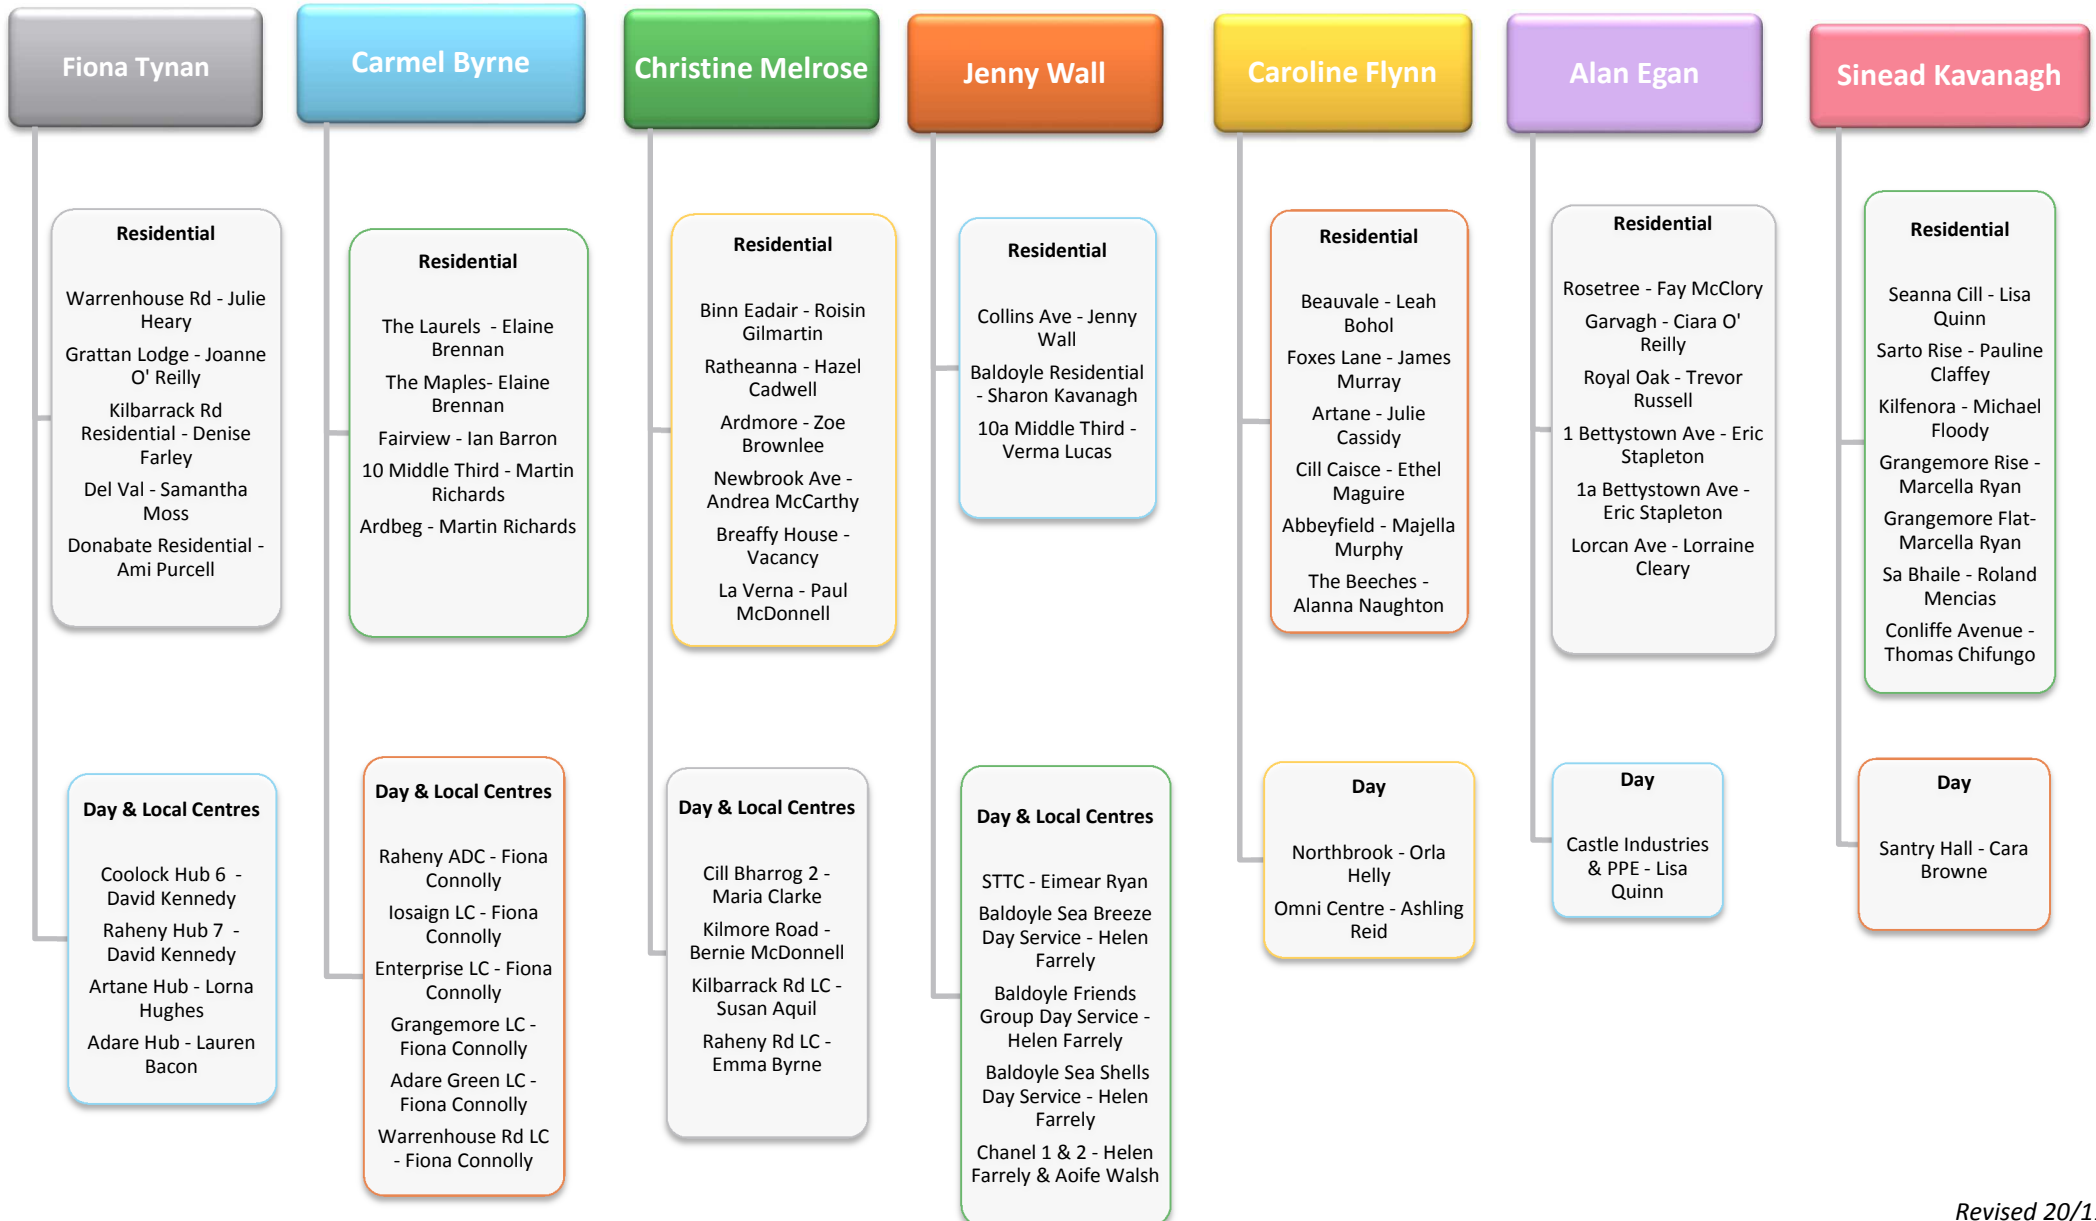 Fiona Tynan
Carmel Byrne
Christine Melrose
Jenny Wall
Caroline Flynn
Alan Egan
Sinead Kavanagh
Residential
Warrenhouse Rd - Julie
Heary
Grattan Lodge - Joanne
O' Reilly
Kilbarrack Rd
Residential - Denise
Farley
Del Val - Samantha
Moss
Donabate Residential -
Ami Purcell
Residential
The Laurels - Elaine
Brennan
The Maples- Elaine
Brennan
Fairview - Ian Barron
10 Middle Third - Martin
Richards
Ardbeg - Martin Richards
Residential
Binn Eadair - Roisin
Gilmartin
Ratheanna - Hazel
Cadwell
Ardmore - Zoe
Brownlee
Newbrook Ave -
Andrea McCarthy
Breaffy House -
Vacancy
La Verna - Paul
McDonnell
Residential
Collins Ave - Jenny
Wall
Baldoyle Residential
- Sharon Kavanagh
10a Middle Third -
Verma Lucas
Residential
Beauvale - Leah
Bohol
Foxes Lane - James
Murray
Artane - Julie
Cassidy
Cill Caisce - Ethel
Maguire
Abbeyfield - Majella
Murphy
The Beeches -
Alanna Naughton
Residential
Rosetree - Fay McClory
Garvagh - Ciara O'
Reilly
Royal Oak - Trevor
Russell
1 Bettystown Ave - Eric
Stapleton
1a Bettystown Ave -
Eric Stapleton
Lorcan Ave - Lorraine
Cleary
Residential
Seanna Cill - Lisa
Quinn
Sarto Rise - Pauline
Claffey
Kilfenora - Michael
Floody
Grangemore Rise -
Marcella Ryan
Grangemore Flat-
Marcella Ryan
Sa Bhaile - Roland
Mencias
Conliffe Avenue -
Thomas Chifungo
Day & Local Centres
Coolock Hub 6 -
David Kennedy
Raheny Hub 7 -
David Kennedy
Artane Hub - Lorna
Hughes
Adare Hub - Lauren
Bacon
Day & Local Centres
Raheny ADC - Fiona
Connolly
Iosaign LC - Fiona
Connolly
Enterprise LC - Fiona
Connolly
Grangemore LC -
Fiona Connolly
Adare Green LC -
Fiona Connolly
Warrenhouse Rd LC
- Fiona Connolly
Day & Local Centres
Cill Bharrog 2 -
Maria Clarke
Kilmore Road -
Bernie McDonnell
Kilbarrack Rd LC -
Susan Aquil
Raheny Rd LC -
Emma Byrne
Day & Local Centres
STTC - Eimear Ryan
Baldoyle Sea Breeze
Day Service - Helen
Farrely
Baldoyle Friends
Group Day Service -
Helen Farrely
Baldoyle Sea Shells
Day Service - Helen
Farrely
Chanel 1 & 2 - Helen
Farrely & Aoife Walsh
Day
Northbrook - Orla
Helly
Omni Centre - Ashling
Reid
Day
Castle Industries
& PPE - Lisa
Quinn
Day
Santry Hall - Cara
Browne
Revised 20/1